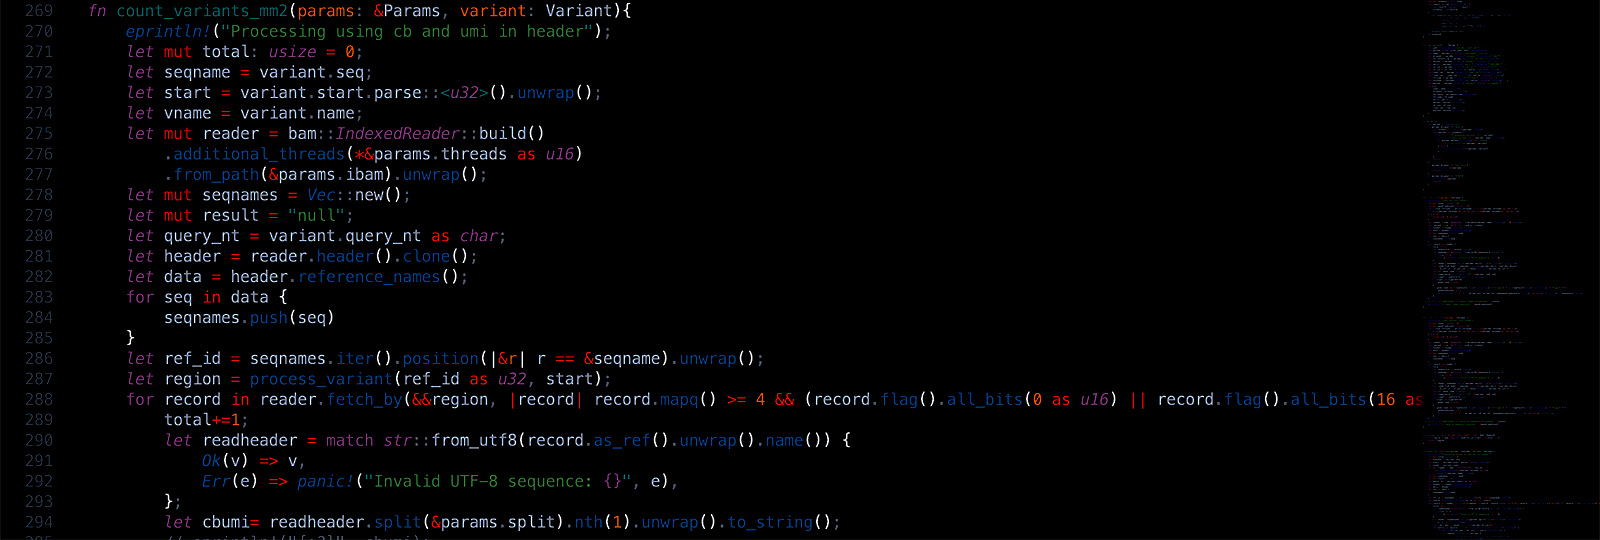 269 fn count_variants_mm2(params: &Params, variant: Variant){
270 eprintln!("Processing using cb and umi in header");
271 let mut total: usize = 0;
272 let seqname = variant.seq;
273 let start = variant.start.parse::<u32>().unwrap();
274 let vname = variant.name;
275 let mut reader = bam::IndexedReader::build()
276 .additional_threads(*&params.threads as u16)
277 .from_path(&params.ibam).unwrap();
278 let mut seqnames = Vec::new();
279 let mut result = "null";
280 let query_nt = variant.query_nt as char;
281 let header = reader.header().clone();
282 let data = header.reference_names();
283 for seq in data {
284 seqnames.push(seq)
285 }
286 let ref_id = seqnames.iter().position(|&r| r == &seqname).unwrap();
287 let region = process_variant(ref_id as u32, start);
288 for record in reader.fetch_by(&&region, |record| record.mapq() >= 4 && (record.flag().all_bits(0 as u16) || record.flag().all_bits(16 as
289 total+=1;
290 let readheader = match str::from_utf8(record.as_ref().unwrap().name()) {
291 Ok(v) => v,
292 Err(e) => panic!("Invalid UTF-8 sequence: {}", e),
293 };
294 let cbumi= readheader.split(&params.split).nth(1).unwrap().to_string();